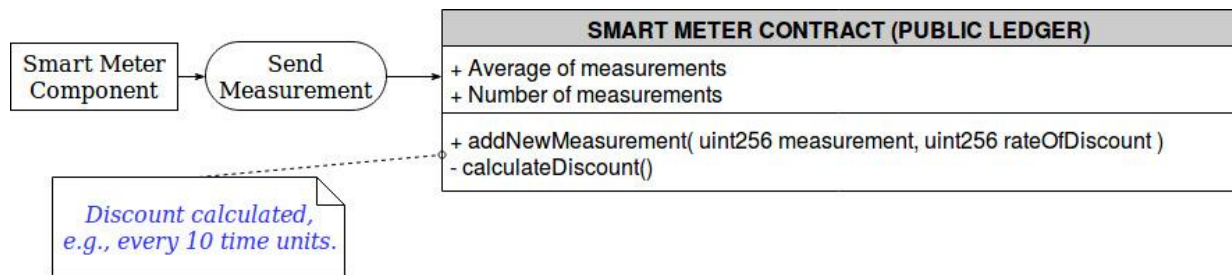 Smart Meter
Component
Send
Measurement
SMART METER CONTRACT (PUBLIC LEDGER)
+ Average of measurements
+ Number of measurements
+ addNewMeasurement( uint256 measurement, uint256 rateOfDiscount )
- calculateDiscount()
Discount calculated,
e.g., every 10 time units.